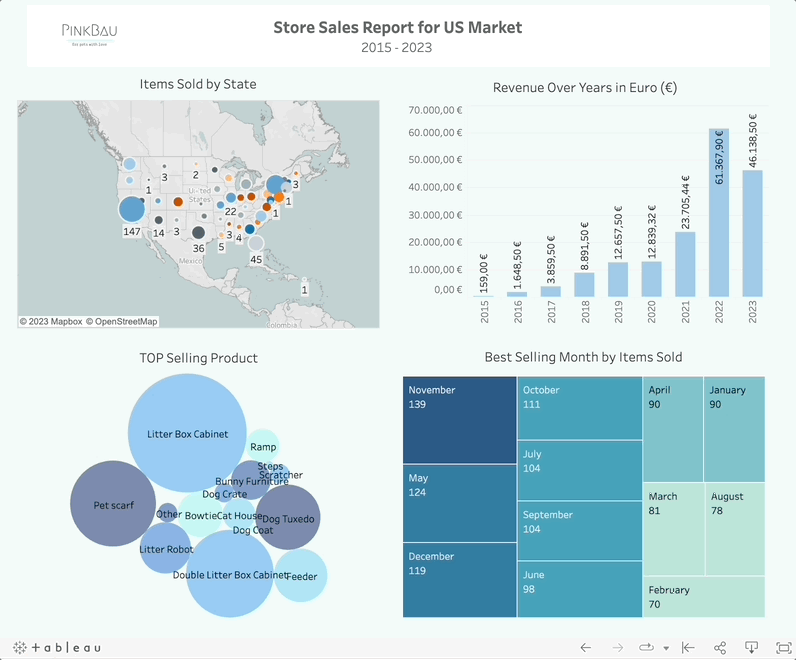 PINKBAU
for pets with love
Store Sales Report for US Market
2015 - 2023
Items Sold by State
3
2
1
3
1
22
1
147
14
3
3
4
36
5
45
1
United
States
Mexico
Colombia
© 2023 Mapbox © OpenStreetMap
Revenue Over Years in Euro (€)
70.000,00 €
60.000,00 €
50.000,00 €
40.000,00 €
30.000,00 €
20.000,00 €
10.000,00 €
0,00 €
159,00 €
1.648,50 €
3.859,50 €
8.891,50 €
12.657,50 €
12.839,32 €
23.705,44 €
61.367,90 €
46.138,50 €
2015
2016
2017
2018
2019
2020
2021
2022
2023
TOP Selling Product
Litter Box Cabinet
Ramp
Steps
Scratcher
Bunny Furniture
Dog Crate
Pet scarf
Other
Bowtie
Cat House
Dog Tuxedo
Dog Coat
Litter Robot
Double Litter Box Cabinet
Feeder
Best Selling Month by Items Sold
November
139
May
124
December
119
October
111
July
104
September
104
June
98
April
90
January
90
March
81
August
78
February
70
+ableau